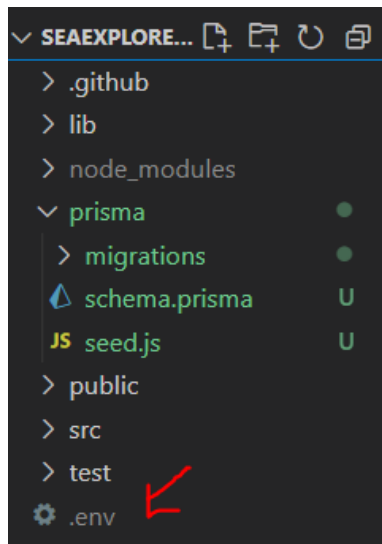 SEAEXPLORE...
.github
lib
node_modules
prisma
migrations
schema.prisma U
JS seed.js U
public
src
test
.env